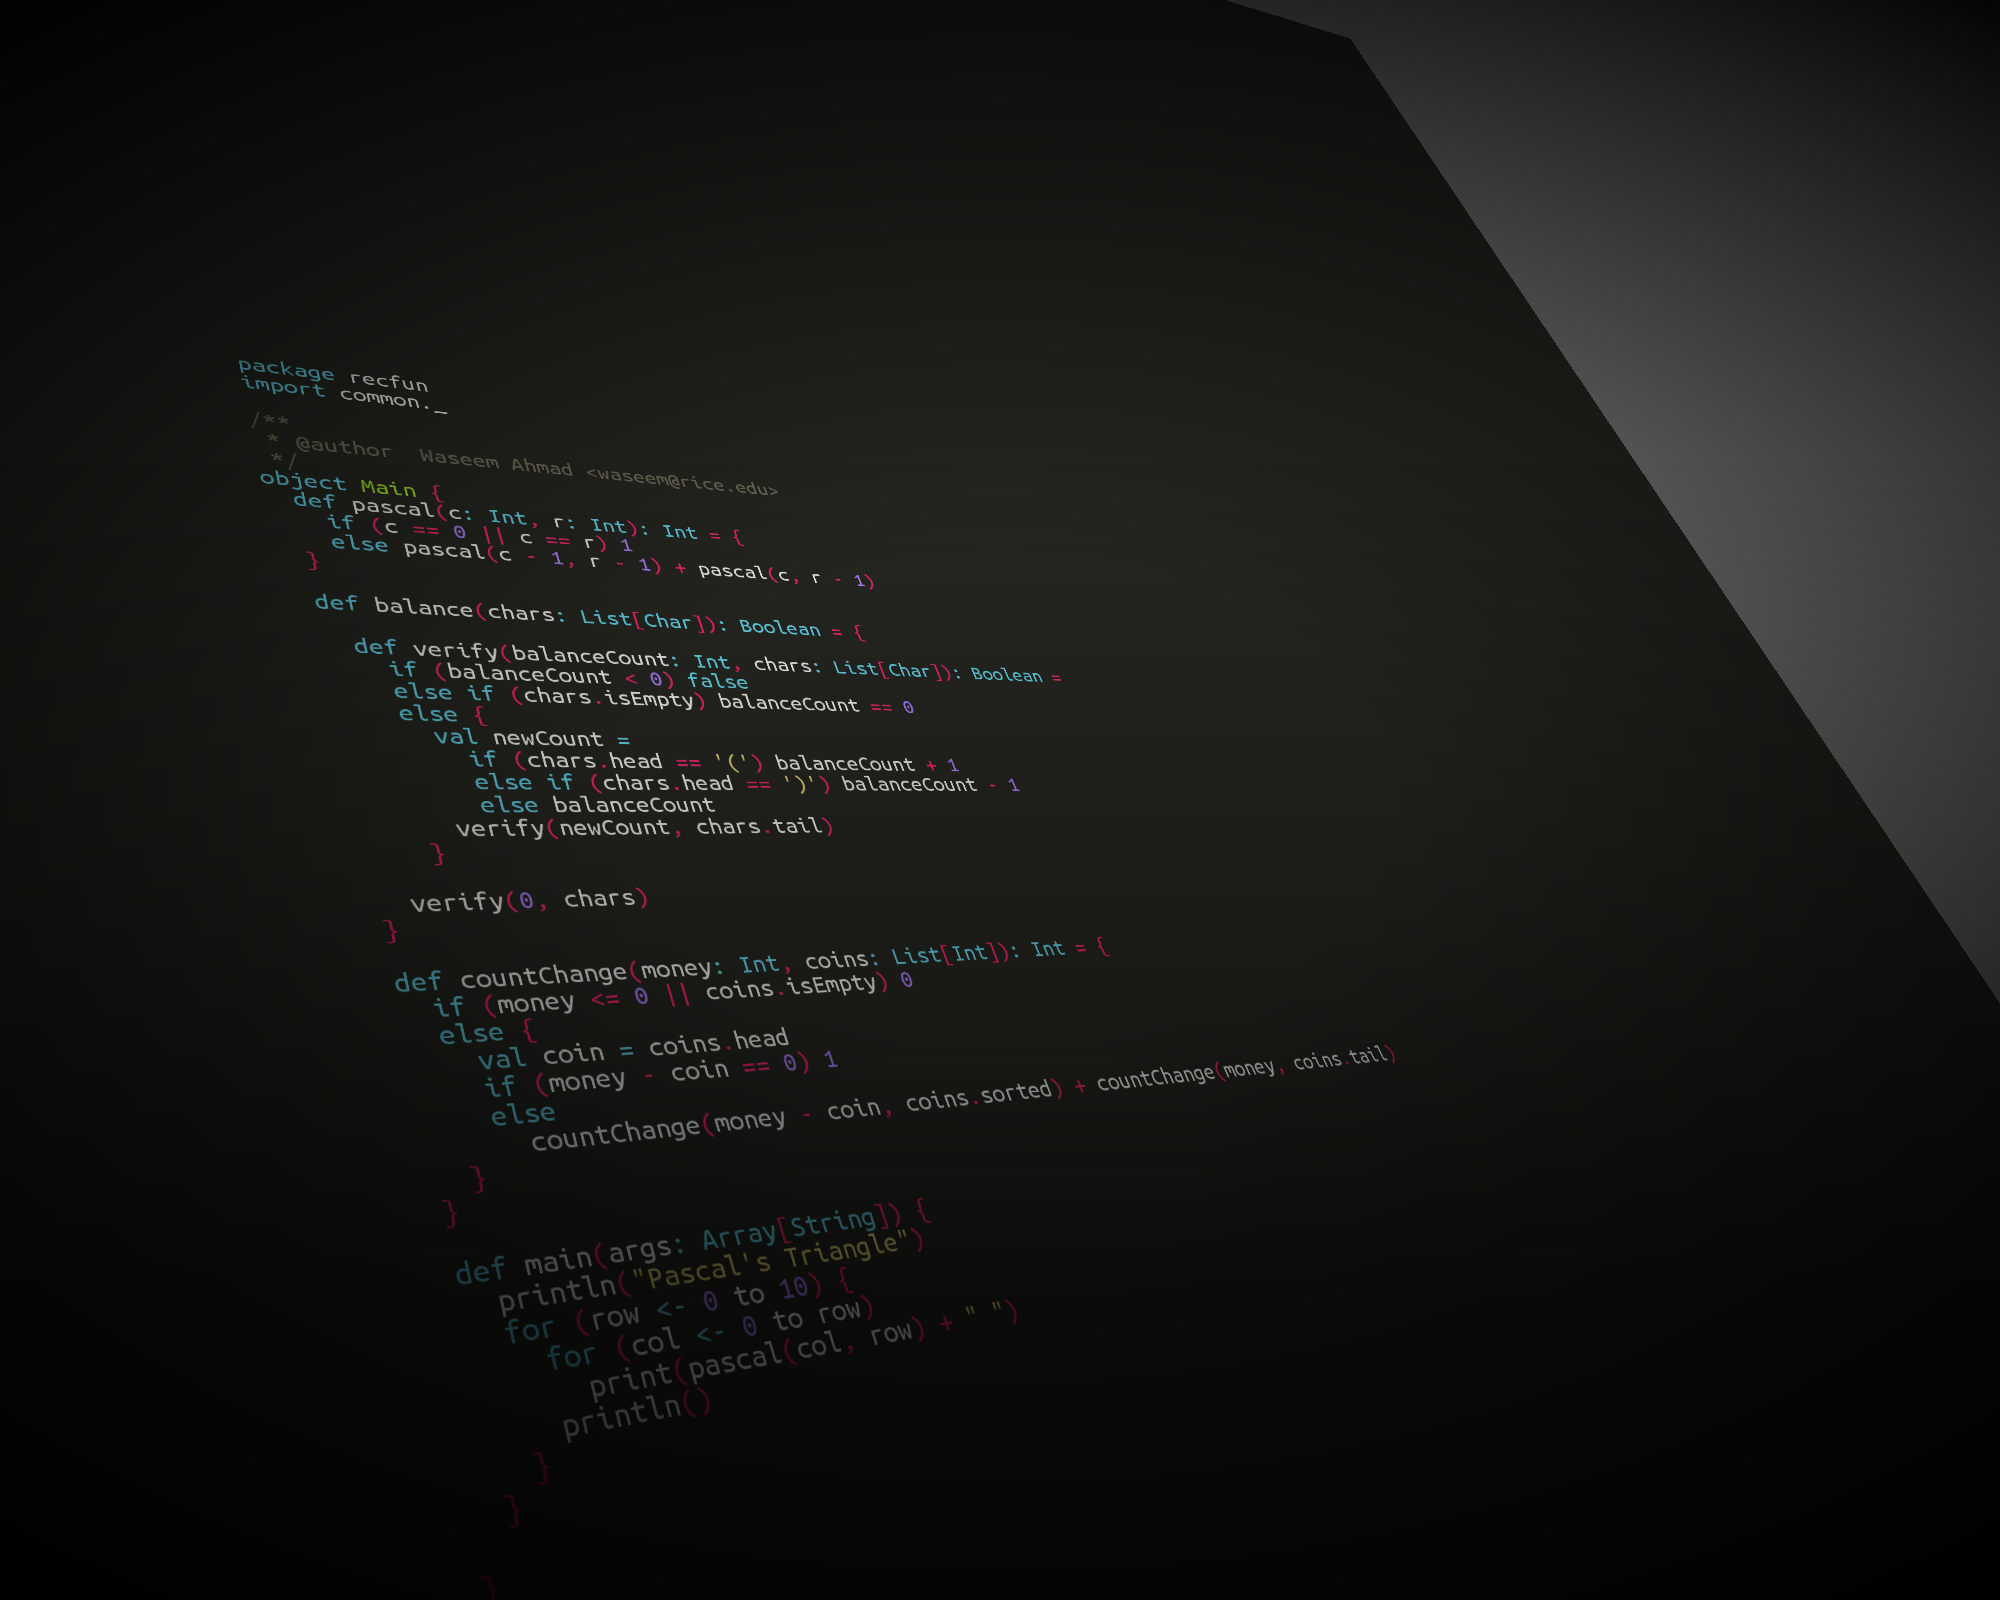 package recfun
import common._
/**
 * @author  Waseem Ahmad <waseem@rice.edu>
 */
object Main {
  def pascal(c: Int, r: Int): Int = {
    if (c == 0 || c == r) 1
    else pascal(c - 1, r - 1) + pascal(c, r - 1)
  }
  def balance(chars: List[Char]): Boolean = {
    def verify(balanceCount: Int, chars: List[Char]): Boolean =
      if (balanceCount < 0) false
      else if (chars.isEmpty) balanceCount == 0
      else {
        val newCount =
          if (chars.head == '(') balanceCount + 1
          else if (chars.head == ')') balanceCount - 1
          else balanceCount
        verify(newCount, chars.tail)
      }
    verify(0, chars)
  }
  def countChange(money: Int, coins: List[Int]): Int = {
    if (money <= 0 || coins.isEmpty) 0
    else {
      val coin = coins.head
      if (money - coin == 0) 1
      else
        countChange(money - coin, coins.sorted) + countChange(money, coins.tail)
    }
  }
  def main(args: Array[String]) {
    println("Pascal's Triangle")
    for (row <- 0 to 10) {
      for (col <- 0 to row)
        print(pascal(col, row) + " ")
      println()
    }
  }
}